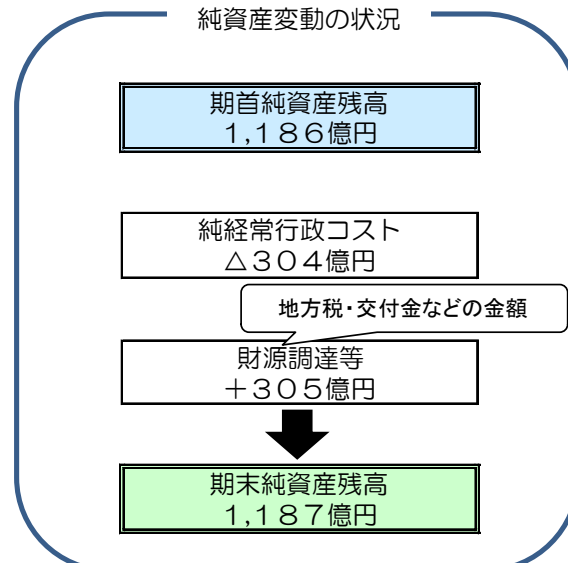 純資産変動の状況
期首純資産残高
1,１８６億円
純経常行政コスト
△３０４億円
地方税・交付金などの金額
財源調達等
＋３０５億円
期末純資産残高
1,１８７億円